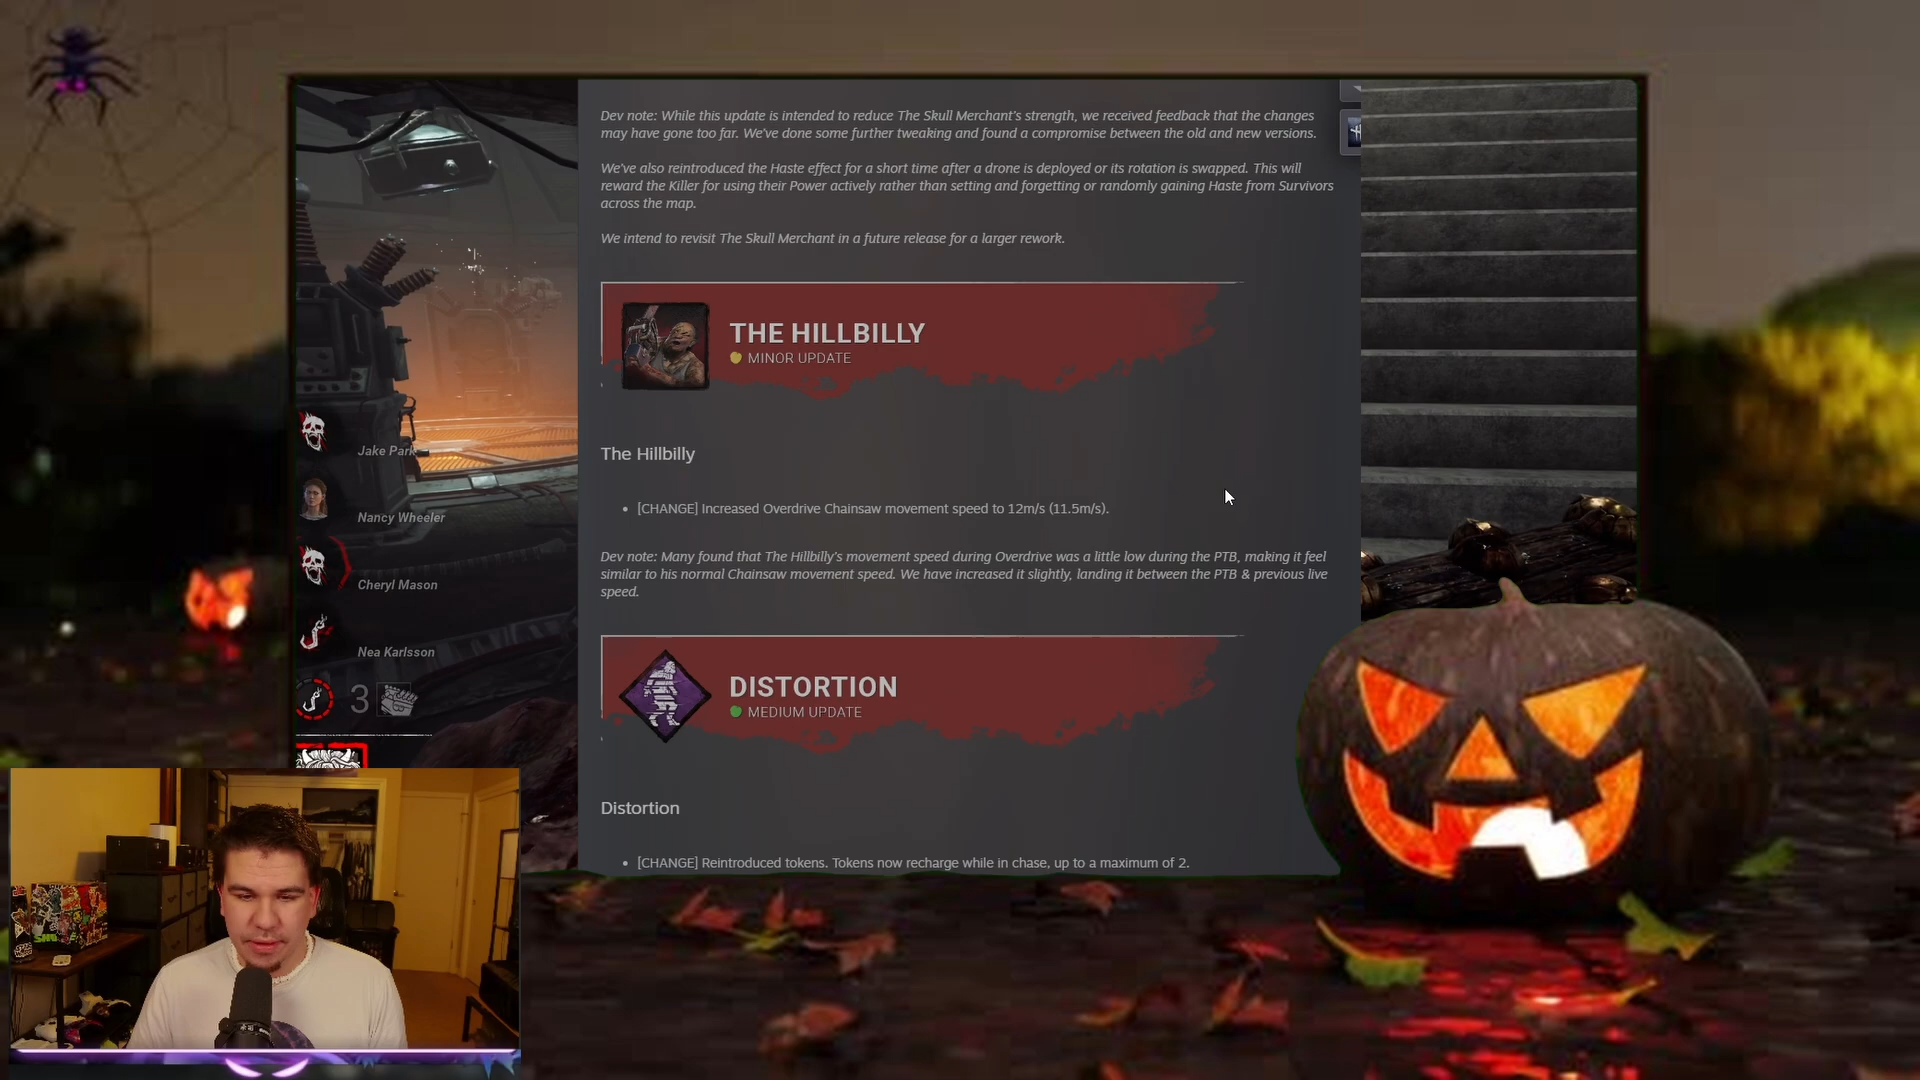 Dev note: While this update is intended to reduce The Skull Merchant's strength, we received feedback that the changes
may have gone too far. We've done some further tweaking and found a compromise between the old and new versions.
We've also reintroduced the Haste effect for a short time after a drone is deployed or its rotation is swapped. This will
reward the Killer for using their Power actively rather than setting and forgetting or randomly gaining Haste from Survivors
across the map.
We intend to revisit The Skull Merchant in a future release for a larger rework.
THE HILLBILLY
MINOR UPDATE
The Hillbilly
• [CHANGE] Increased Overdrive Chainsaw movement speed to 12m/s (11.5m/s).
Dev note: Many found that The Hillbilly's movement speed during Overdrive was a little low during the PTB, making it feel
similar to his normal Chainsaw movement speed. We have increased it slightly, landing it between the PTB & previous live
speed.
DISTORTION
MEDIUM UPDATE
Distortion
• [CHANGE] Reintroduced tokens. Tokens now recharge while in chase, up to a maximum of 2.
Jake Park
Nancy Wheeler
Cheryl Mason
Nea Karlsson
3